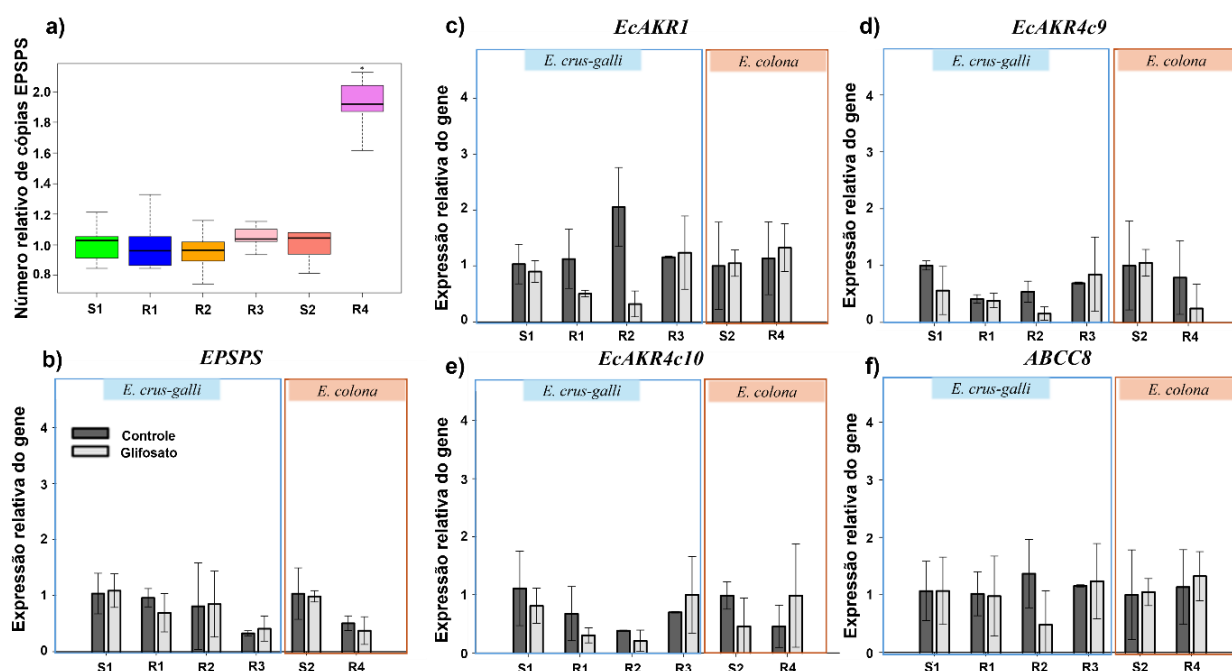 a)
Número relativo de cópias EPSPS
2.0
1.8
1.6
1.4
1.2
1.0
0.8
*
S1 R1 R2 R3 S2 R4
b)
EPSPS
E. crus-galli
E. colona
Expressão relativa do gene
4
3
2
1
0
Controle
Glifosato
S1 R1 R2 R3 S2 R4
c)
EcAKR1
E. crus-galli
E. colona
Expressão relativa do gene
4
3
2
1
0
S1 R1 R2 R3 S2 R4
d)
EcAKR4c9
E. crus-galli
E. colona
Expressão relativa do gene
4
3
2
1
0
S1 R1 R2 R3 S2 R4
e)
EcAKR4c10
E. crus-galli
E. colona
Expressão relativa do gene
4
3
2
1
0
S1 R1 R2 R3 S2 R4
f)
ABCC8
E. crus-galli
E. colona
Expressão relativa do gene
4
3
2
1
0
S1 R1 R2 R3 S2 R4